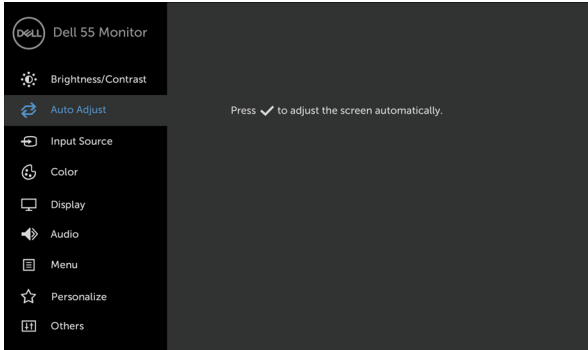 DELL Dell 55 Monitor
Brightness/Contrast
Auto Adjust
Press ✓ to adjust the screen automatically.
Input Source
Color
Display
Audio
Menu
Personalize
Others